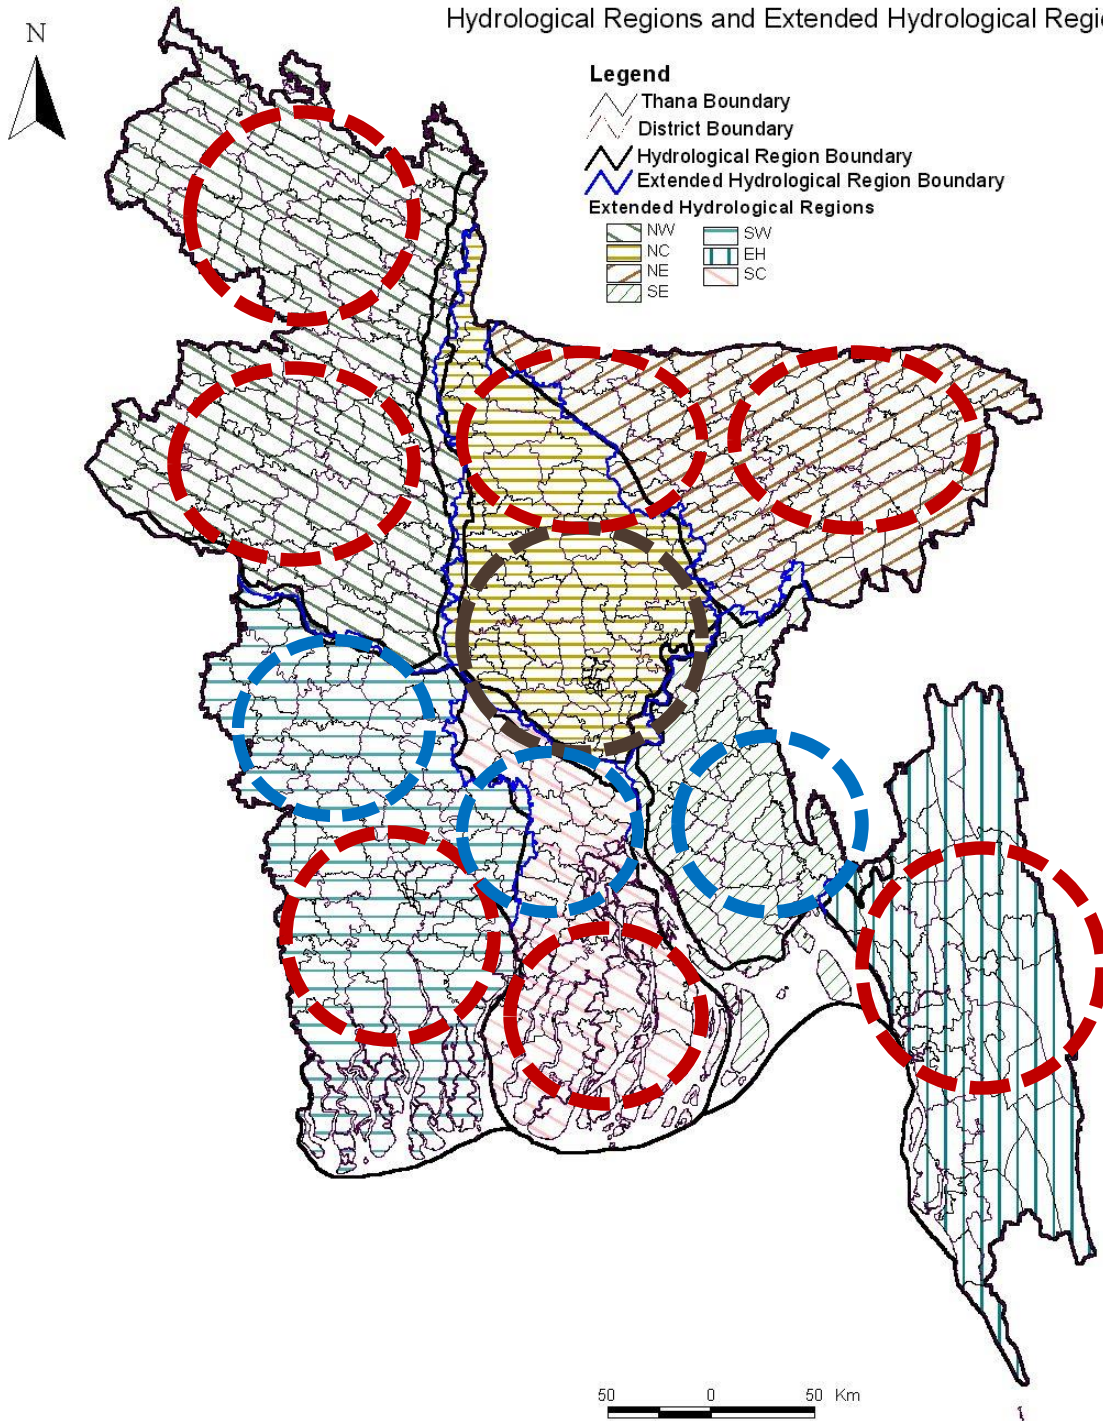 Hydrological Regions and Extended Hydrological
N
Legend
Thana Boundary
District Boundary
Hydrological Region Boundary
Extended Hydrological Region Boundary
Extended Hydrological Regions
NW
SW
NC
EH
NE
SC
SE
50 0 50 Km